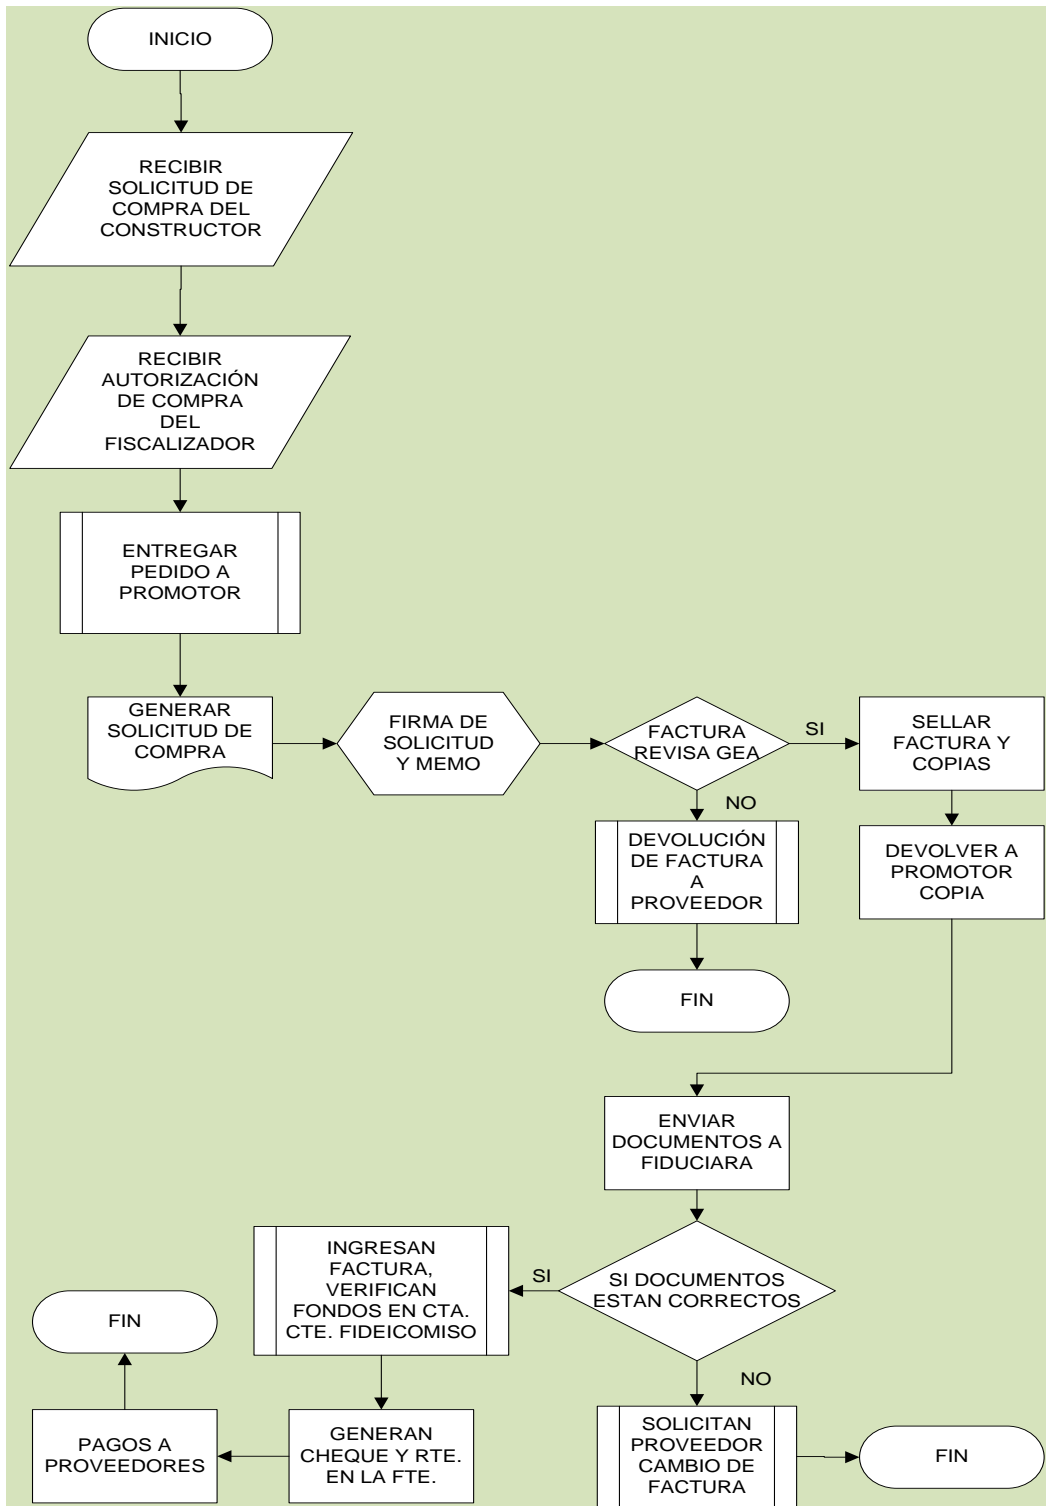 INICIO
RECIBIR
SOLICITUD DE
COMPRA DEL
CONSTRUCTOR
RECIBIR
AUTORIZACIÓN
DE COMPRA
DEL
FISCALIZADOR
ENTREGAR
PEDIDO A
PROMOTOR
GENERAR
SOLICITUD DE
COMPRA
FIRMA DE
SOLICITUD
Y MEMO
FACTURA
REVISA GEA
SI
SELLAR
FACTURA Y
COPIAS
NO
DEVOLUCIÓN
DE FACTURA
A
PROVEEDOR
DEVOLVER A
PROMOTOR
COPIA
FIN
ENVIAR
DOCUMENTOS A
FIDUCIARA
SI DOCUMENTOS
ESTAN CORRECTOS
SI
INGRESAN
FACTURA,
VERIFICAN
FONDOS EN CTA.
CTE. FIDEICOMISO
FIN
NO
PAGOS A
PROVEEDORES
GENERAN
CHEQUE Y RTE.
EN LA FTE.
SOLICITAN
PROVEEDOR
CAMBIO DE
FACTURA
FIN